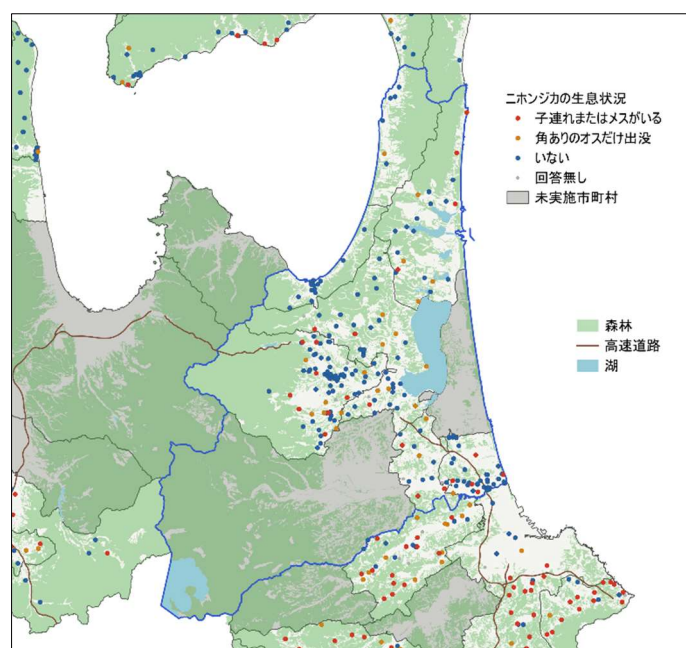 ニホンジカの生息状況
子連れまたはメスがいる
角ありのオスだけ出没
いない
回答無し
未実施市町村
森林
高速道路
湖